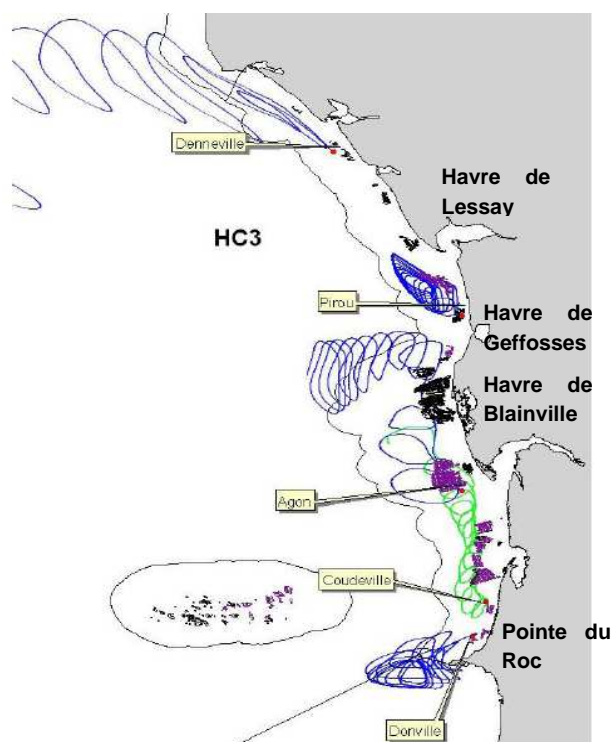 Denneville
Havre de
Lessay
HC3
Pirou
Havre de
Geffosses
Havre de
Blainville
Agon
Coudeville
Pointe du
Roc
Donville